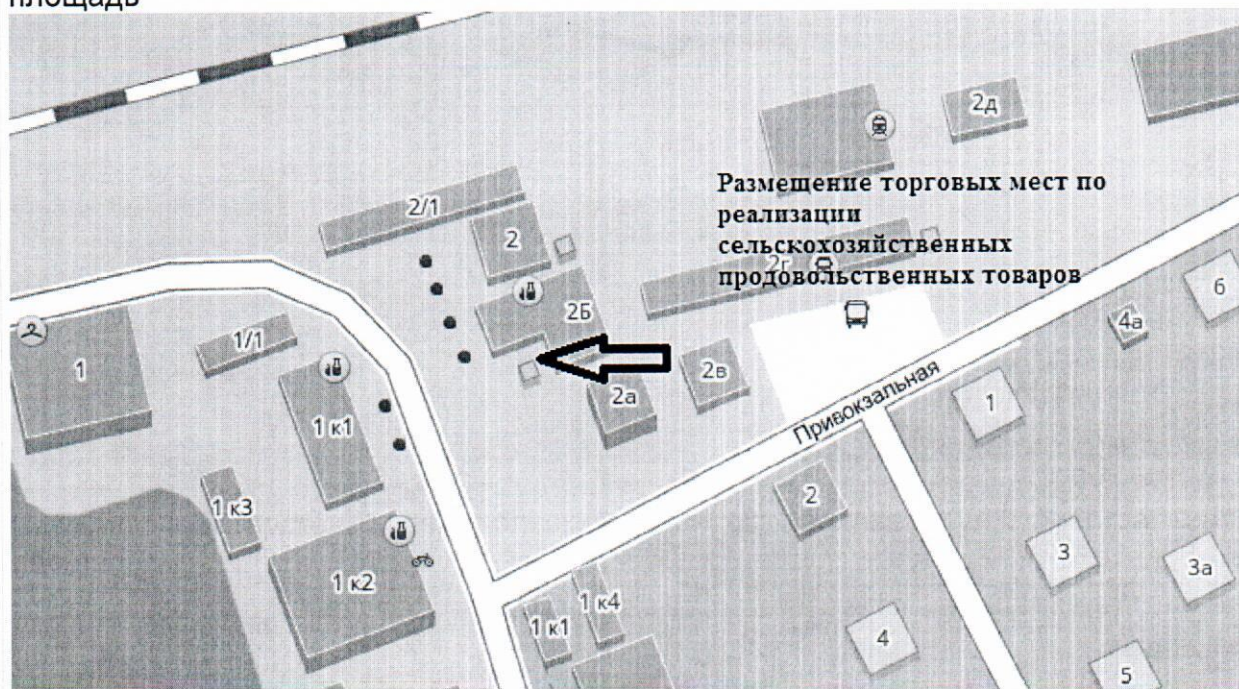 площадь
2д
Размещение торговых мест по
реализации
сельскохозяйственных
продовольственных товаров
2/1
2
2г
6
2Б
4а
1/1
1
2в
2а
1
Привокзальная
1 к1
2
1 к3
3
3а
1 к2
1 к4
1 к1
4
5